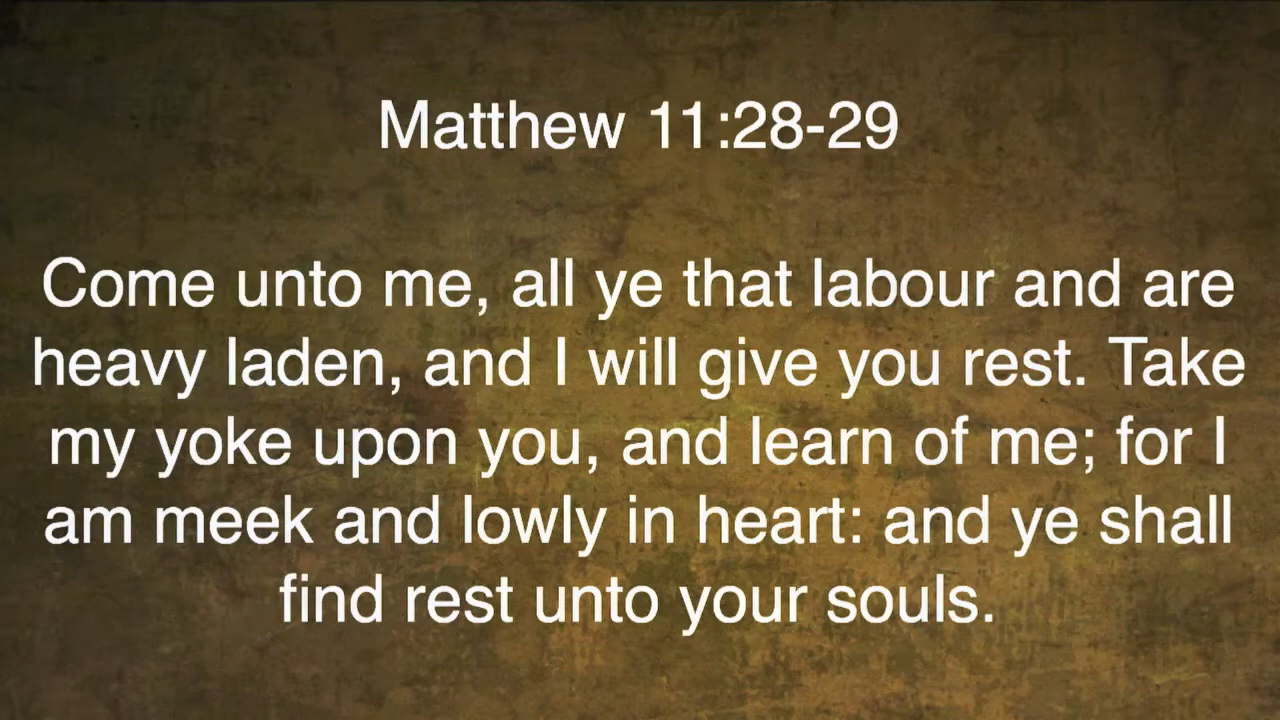 Matthew 11:28-29
Come unto me, all ye that labour and are
heavy laden, and I will give you rest. Take
my yoke upon you, and learn of me; for I
am meek and lowly in heart: and ye shall
find rest unto your souls.